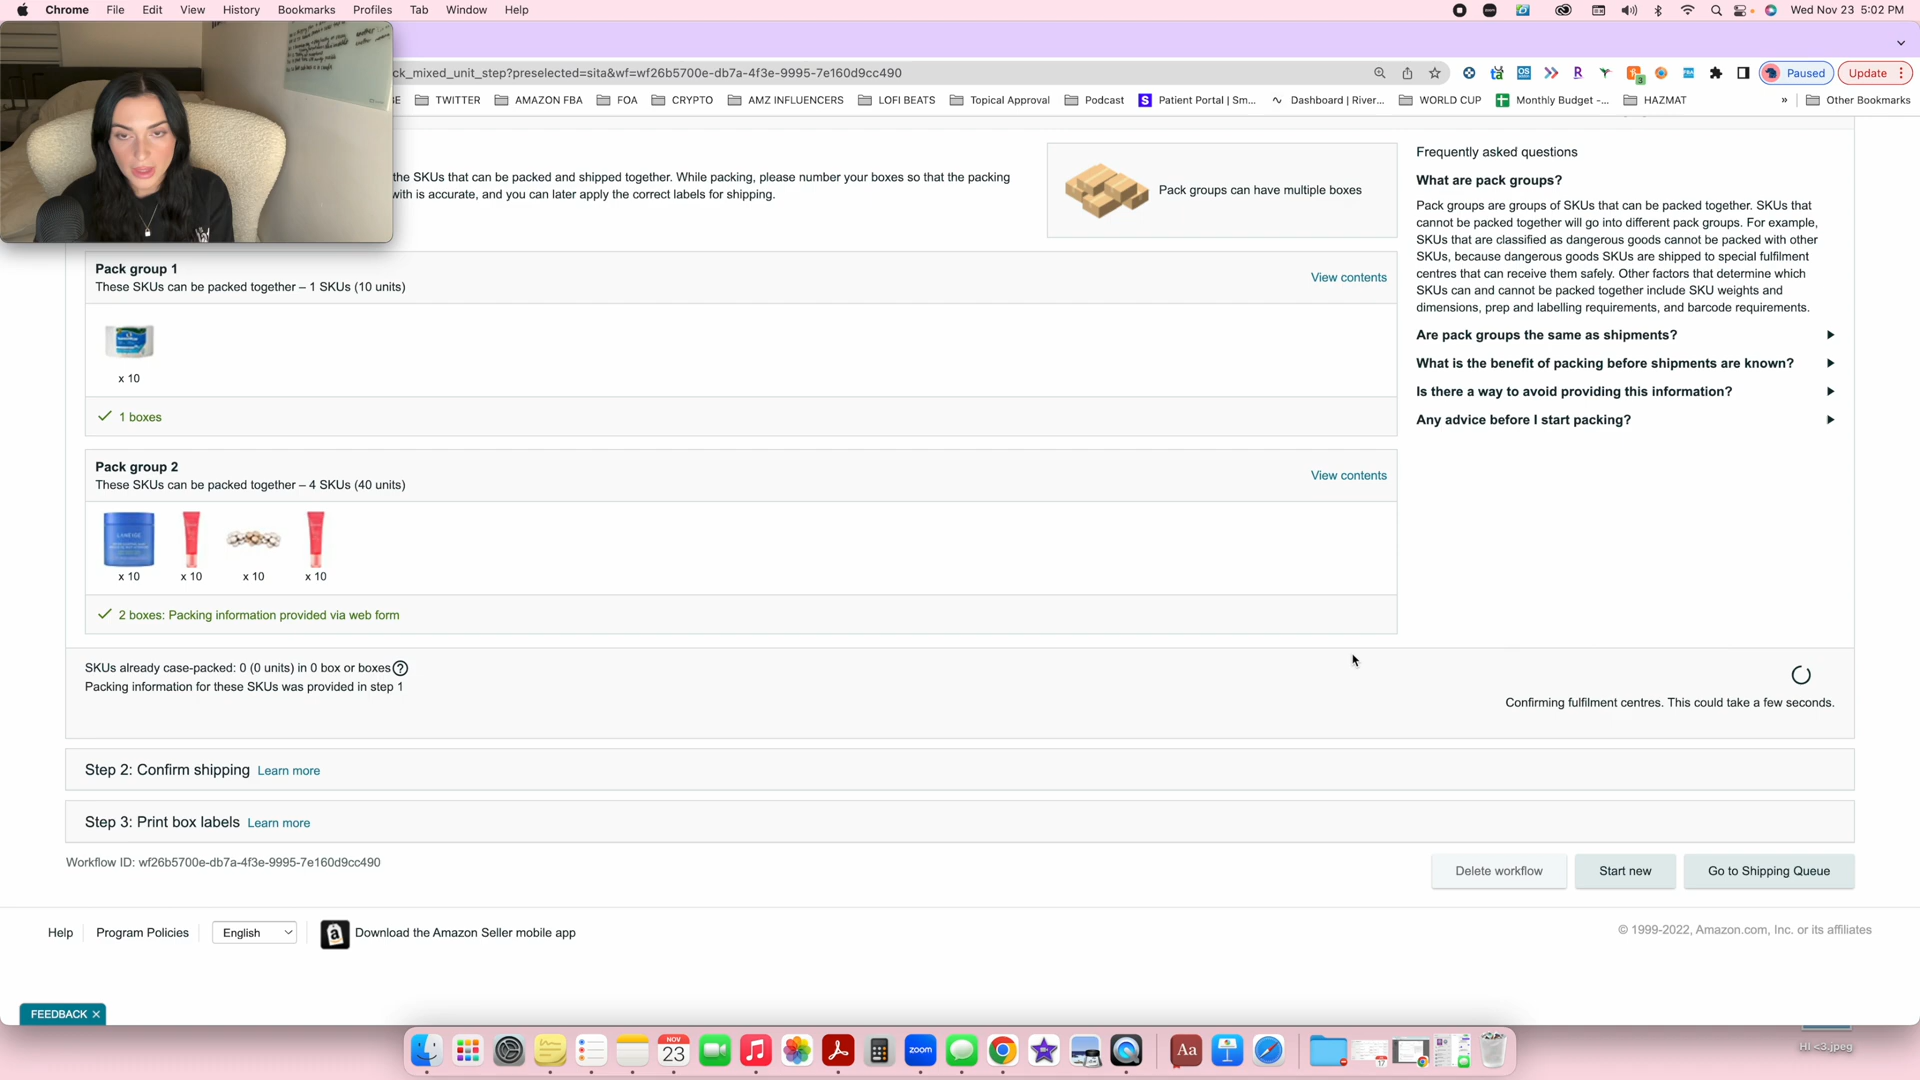 Chrome File Edit View History Bookmarks Profiles Tab Window Help
Wed Nov 23 5:02 PM
ck_mixed_unit_step?preselected=sita&wf=wf26b5700e-db7a-4f3e-9995-7e160d9cc490
3 Paused Update
BE TWITTER AMAZON FBA FOA CRYPTO AMZ INFLUENCERS LOFI BEATS Topical Approval Podcast S Patient Portal | Sm... Dashboard | River... WORLD CUP Monthly Budget -... HAZMAT » Other Bookmarks
the SKUs that can be packed and shipped together. While packing, please number your boxes so that the packing
with is accurate, and you can later apply the correct labels for shipping.
Pack groups can have multiple boxes
Pack group 1
These SKUs can be packed together – 1 SKUs (10 units)
View contents
x 10
1 boxes
Pack group 2
These SKUs can be packed together – 4 SKUs (40 units)
View contents
LANEIGE
x 10 x 10 x 10 x 10
2 boxes: Packing information provided via web form
Frequently asked questions
What are pack groups?
Pack groups are groups of SKUs that can be packed together. SKUs that
cannot be packed together will go into different pack groups. For example,
SKUs that are classified as dangerous goods cannot be packed with other
SKUs, because dangerous goods SKUs are shipped to special fulfilment
centres that can receive them safely. Other factors that determine which
SKUs can and cannot be packed together include SKU weights and
dimensions, prep and labelling requirements, and barcode requirements.
Are pack groups the same as shipments?
What is the benefit of packing before shipments are known?
Is there a way to avoid providing this information?
Any advice before I start packing?
SKUs already case-packed: 0 (0 units) in 0 box or boxes ?
Packing information for these SKUs was provided in step 1
Confirming fulfilment centres. This could take a few seconds.
Step 2: Confirm shipping Learn more
Step 3: Print box labels Learn more
Workflow ID: wf26b5700e-db7a-4f3e-9995-7e160d9cc490
Delete workflow Start new Go to Shipping Queue
Help Program Policies English Download the Amazon Seller mobile app
© 1999-2022, Amazon.com, Inc. or its affiliates
FEEDBACK ×
NOV
23
zoom
Aa
17
HI <3.jpeg